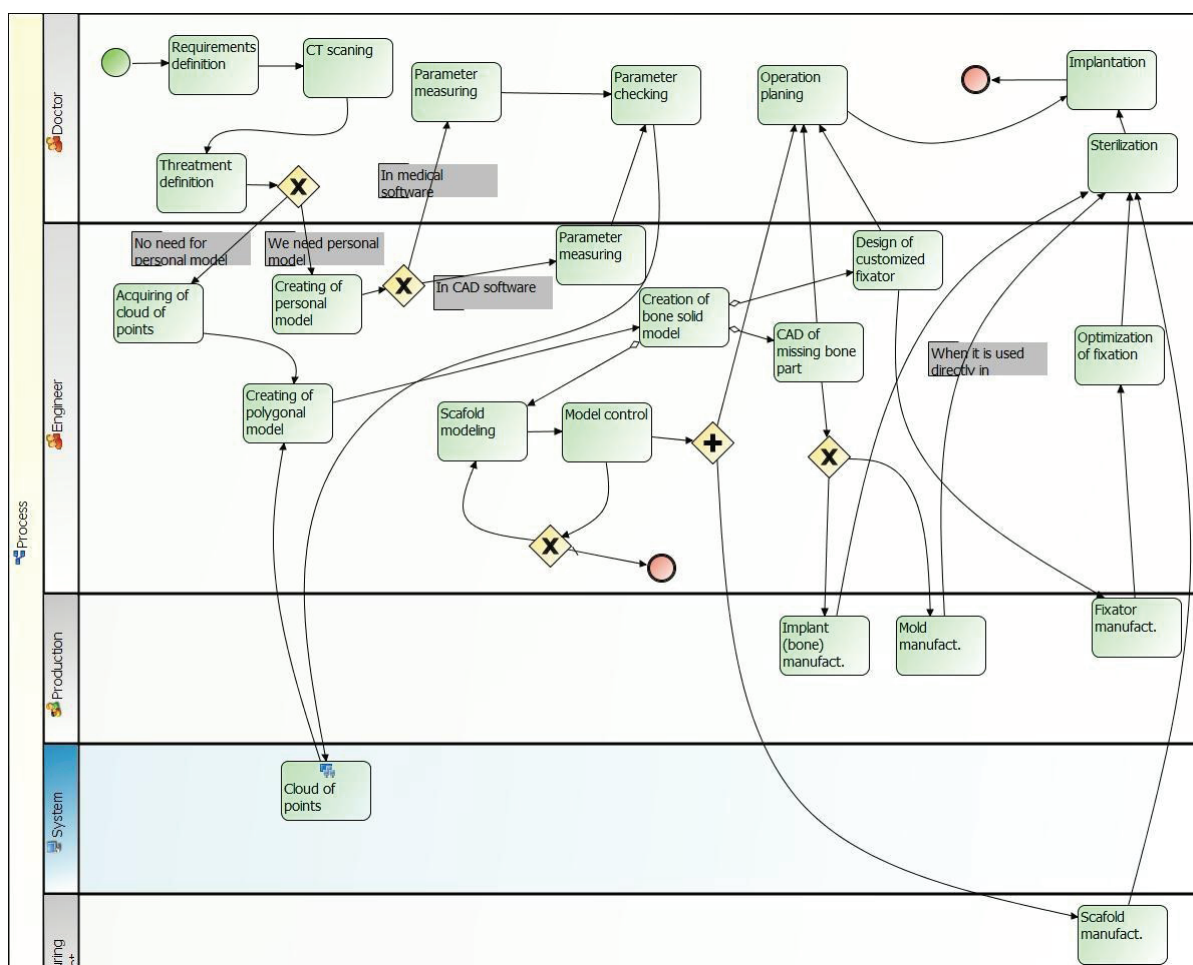 Process
Doctor
Requirements
definition
CT scaning
Parameter
measuring
Parameter
checking
Operation
planing
Implantation
Sterilization
Threatment
definition
In medical
software
No need for
personal model
We need personal
model
In CAD software
Engineer
Acquiring of
cloud of
points
Creating of
personal
model
Parameter
measuring
Creation of
bone solid
model
Design of
customized
fixator
CAD of
missing bone
part
When it is used
directly in
Optimization
of fixation
Creating of
polygonal
model
Scafold
modeling
Model control
Production
Implant
(bone)
manufact.
Mold
manufact.
Fixator
manufact.
System
Cloud of
points
uring
Scafold
manufact.